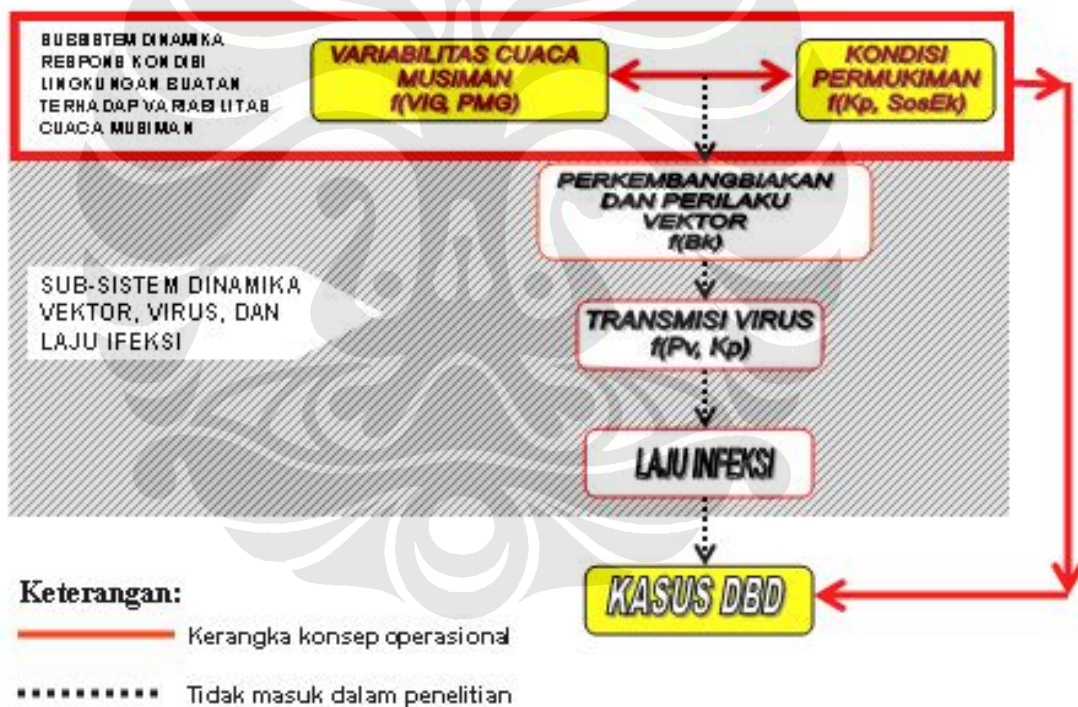 SUBSISTEM DINAMIKA
RESPONS KONDISI
LINGKUNGAN BUATAN
TERHADAP VARIABILITAS
CUACA MUSIMAN
VARIABILITAS CUACA
MUSIMAN
f(VIG, PMG)
KONDISI
PERMUKIMAN
f(Kp, SosEk)
PERKEMBANGBIAKAN
DAN PERILAKU
VEKTOR
f(Bk)
SUB-SISTEM DINAMIKA
VEKTOR, VIRUS, DAN
LAJU IFEKSI
TRANSMISI VIRUS
f(Pv, Kp)
LAJU INFEKSI
KASUS DBD
Keterangan:
Kerangka konsep operasional
Tidak masuk dalam penelitian